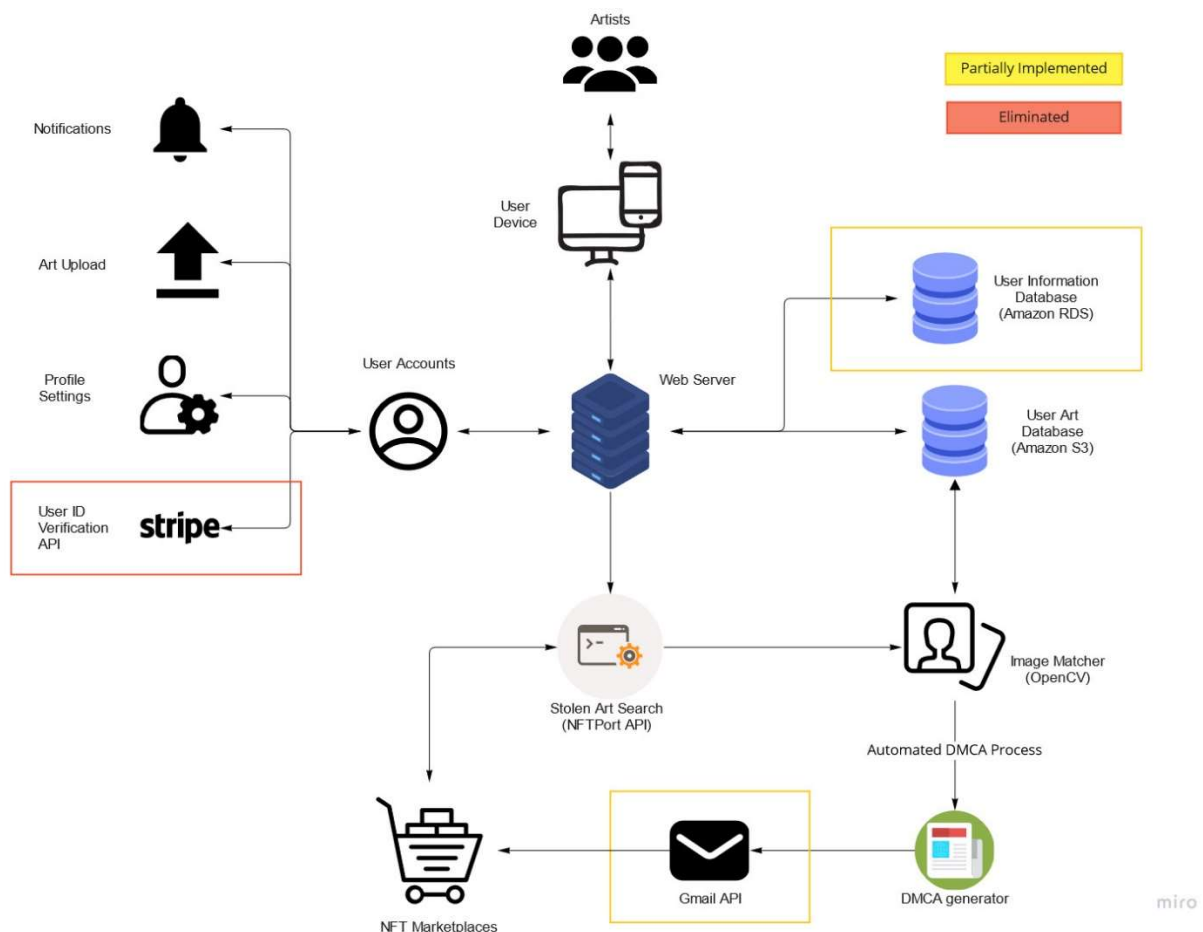 Artists
Partially Implemented
Eliminated
Notifications
User
Device
Art Upload
User Information
Database
(Amazon RDS)
Profile
Settings
User Accounts
Web Server
User Art
Database
(Amazon S3)
User ID
Verification
API
stripe
Image Matcher
(OpenCV)
Stolen Art Search
(NFTPort API)
Automated DMCA Process
Gmail API
DMCA generator
NFT Marketplaces
miro